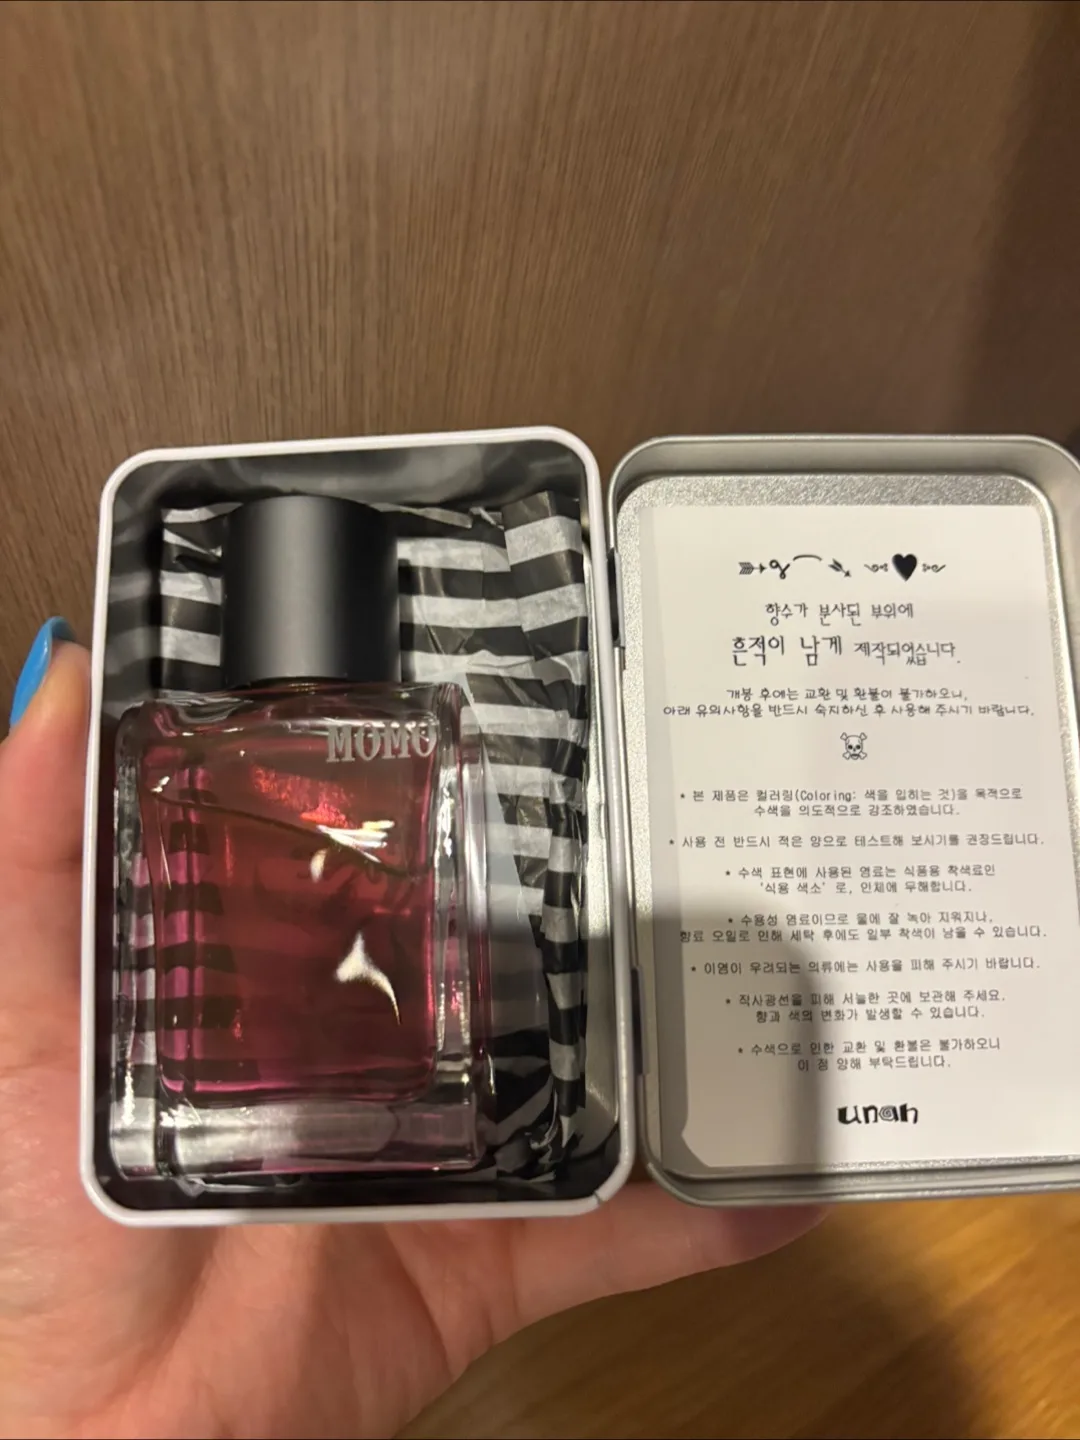 MOMO
향수가 분사된 부위에
흔적이 남게 제작되었습니다.
개봉 후에는 교환 및 환불이 불가하오니,
아래 유의사항을 반드시 숙지하신 후 사용해 주시기 바랍니다.
* 본 제품은 컬러링(Coloring: 색을 입히는 것)을 목적으로
수색을 의도적으로 강조하였습니다.
* 사용 전 반드시 적은 양으로 테스트해 보시기를 권장드립니다.
* 수색 표현에 사용된 염료는 식품용 착색료인
'식용 색소' 로, 인체에 무해합니다.
* 수용성 염료이므로 물에 잘 녹아 지워지나,
향료 오일로 인해 세탁 후에도 일부 착색이 남을 수 있습니다.
* 이염이 우려되는 의류에는 사용을 피해 주시기 바랍니다.
* 직사광선을 피해 서늘한 곳에 보관해 주세요.
향과 색의 변화가 발생할 수 있습니다.
* 수색으로 인한 교환 및 환불은 불가하오니
이 점 양해 부탁드립니다.
unah